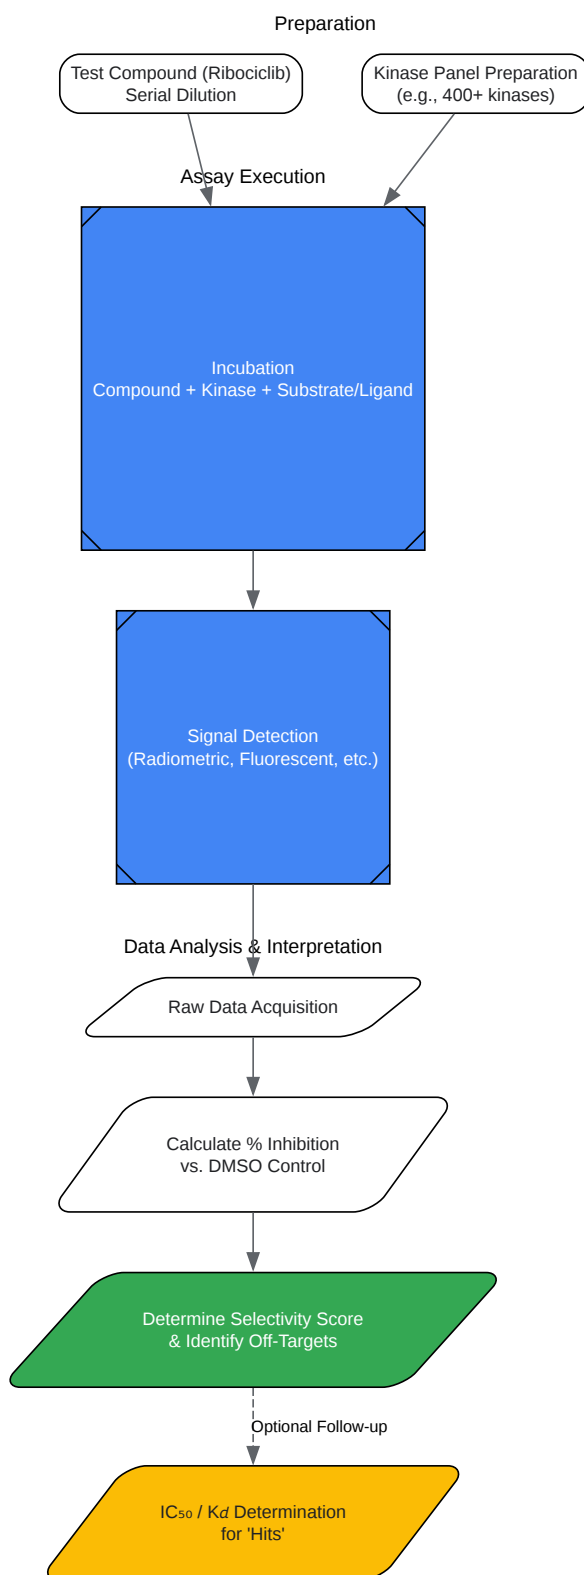 Preparation
Test Compound (Ribociclib)
Serial Dilution
Kinase Panel Preparation
(e.g., 400+ kinases)
Assay Execution
Incubation
Compound + Kinase + Substrate/Ligand
Signal Detection
(Radiometric, Fluorescent, etc.)
Data Analysis & Interpretation
Raw Data Acquisition
Calculate % Inhibition
vs. DMSO Control
Determine Selectivity Score
& Identify Off-Targets
Optional Follow-up
IC₅₀ / Kd Determination
for 'Hits'